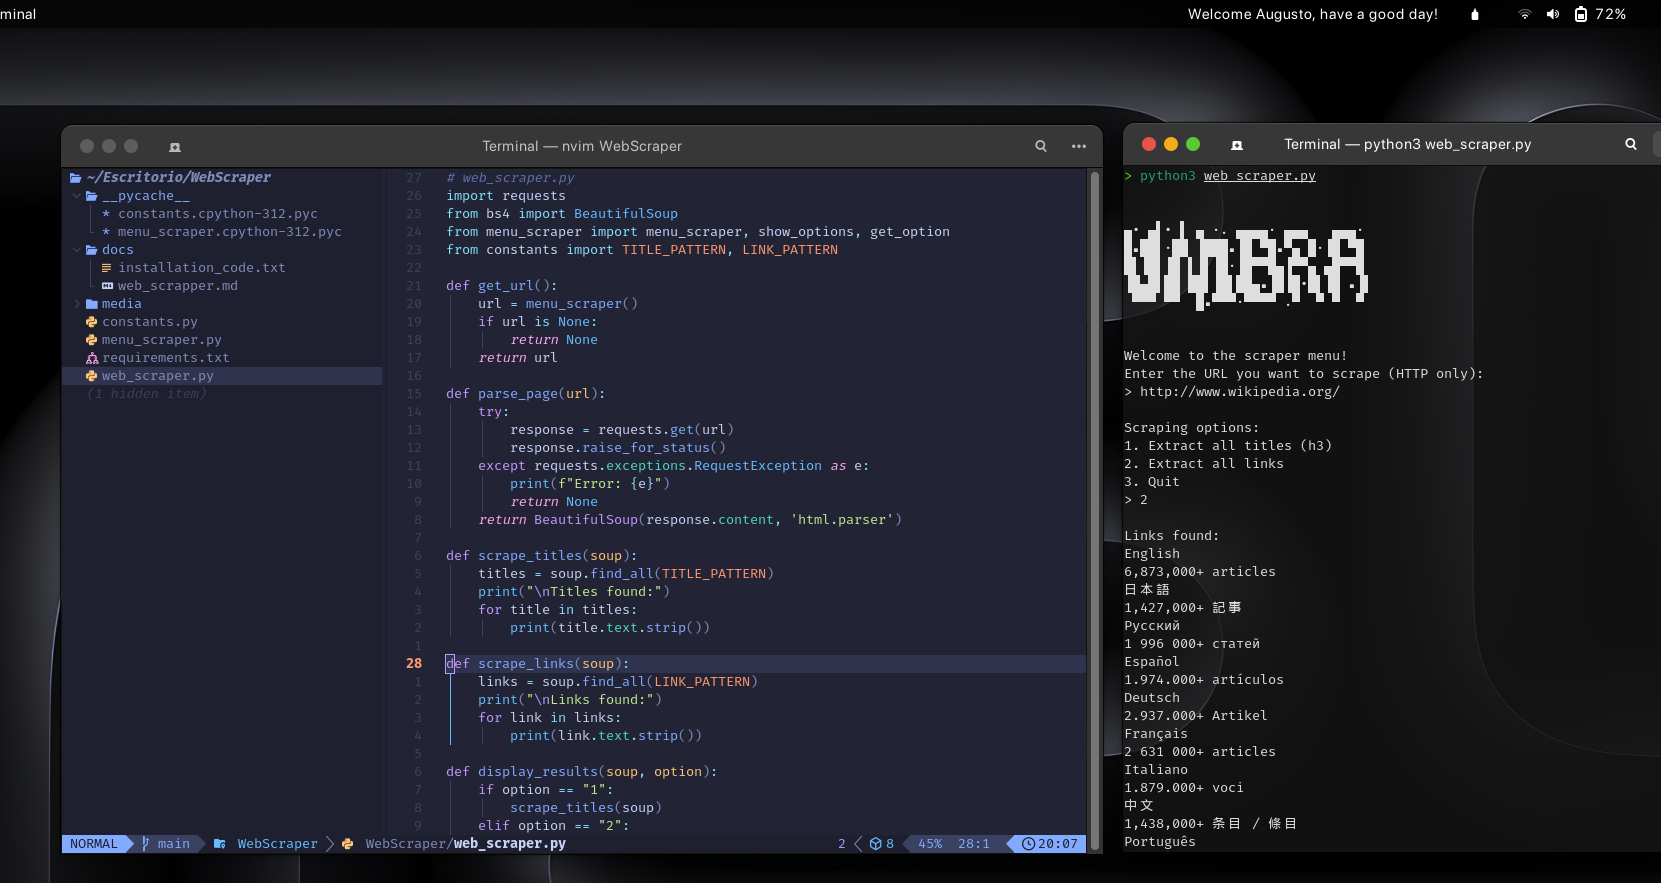 minal
Welcome Augusto, have a good day!
72%
Terminal — nvim WebScraper
~/Escritorio/WebScraper
__pycache__
* constants.cpython-312.pyc
* menu_scraper.cpython-312.pyc
docs
installation_code.txt
web_scrapper.md
media
constants.py
menu_scraper.py
requirements.txt
web_scraper.py
(1 hidden item)
27 # web_scraper.py
26 import requests
25 from bs4 import BeautifulSoup
24 from menu_scraper import menu_scraper, show_options, get_option
23 from constants import TITLE_PATTERN, LINK_PATTERN
22
21 def get_url():
20 url = menu_scraper()
19 if url is None:
18 return None
17 return url
16
15 def parse_page(url):
14 try:
13 response = requests.get(url)
12 response.raise_for_status()
11 except requests.exceptions.RequestException as e:
10 print(f"Error: {e}")
9 return None
8 return BeautifulSoup(response.content, 'html.parser')
7
6 def scrape_titles(soup):
5 titles = soup.find_all(TITLE_PATTERN)
4 print("\nTitles found:")
3 for title in titles:
2 print(title.text.strip())
1
28 def scrape_links(soup):
1 links = soup.find_all(LINK_PATTERN)
2 print("\nLinks found:")
3 for link in links:
4 print(link.text.strip())
5
6 def display_results(soup, option):
7 if option == "1":
8 scrape_titles(soup)
9 elif option == "2":
NORMAL main WebScraper WebScraper/web_scraper.py 2 8 45% 28:1 20:07
Terminal — python3 web_scraper.py
> python3 web_scraper.py
Welcome to the scraper menu!
Enter the URL you want to scrape (HTTP only):
> http://www.wikipedia.org/
Scraping options:
1. Extract all titles (h3)
2. Extract all links
3. Quit
> 2
Links found:
English
6,873,000+ articles
日本語
1,427,000+ 記事
Русский
1 996 000+ статей
Español
1.974.000+ artículos
Deutsch
2.937.000+ Artikel
Français
2 631 000+ articles
Italiano
1.879.000+ voci
中文
1,438,000+ 条目 / 條目
Português